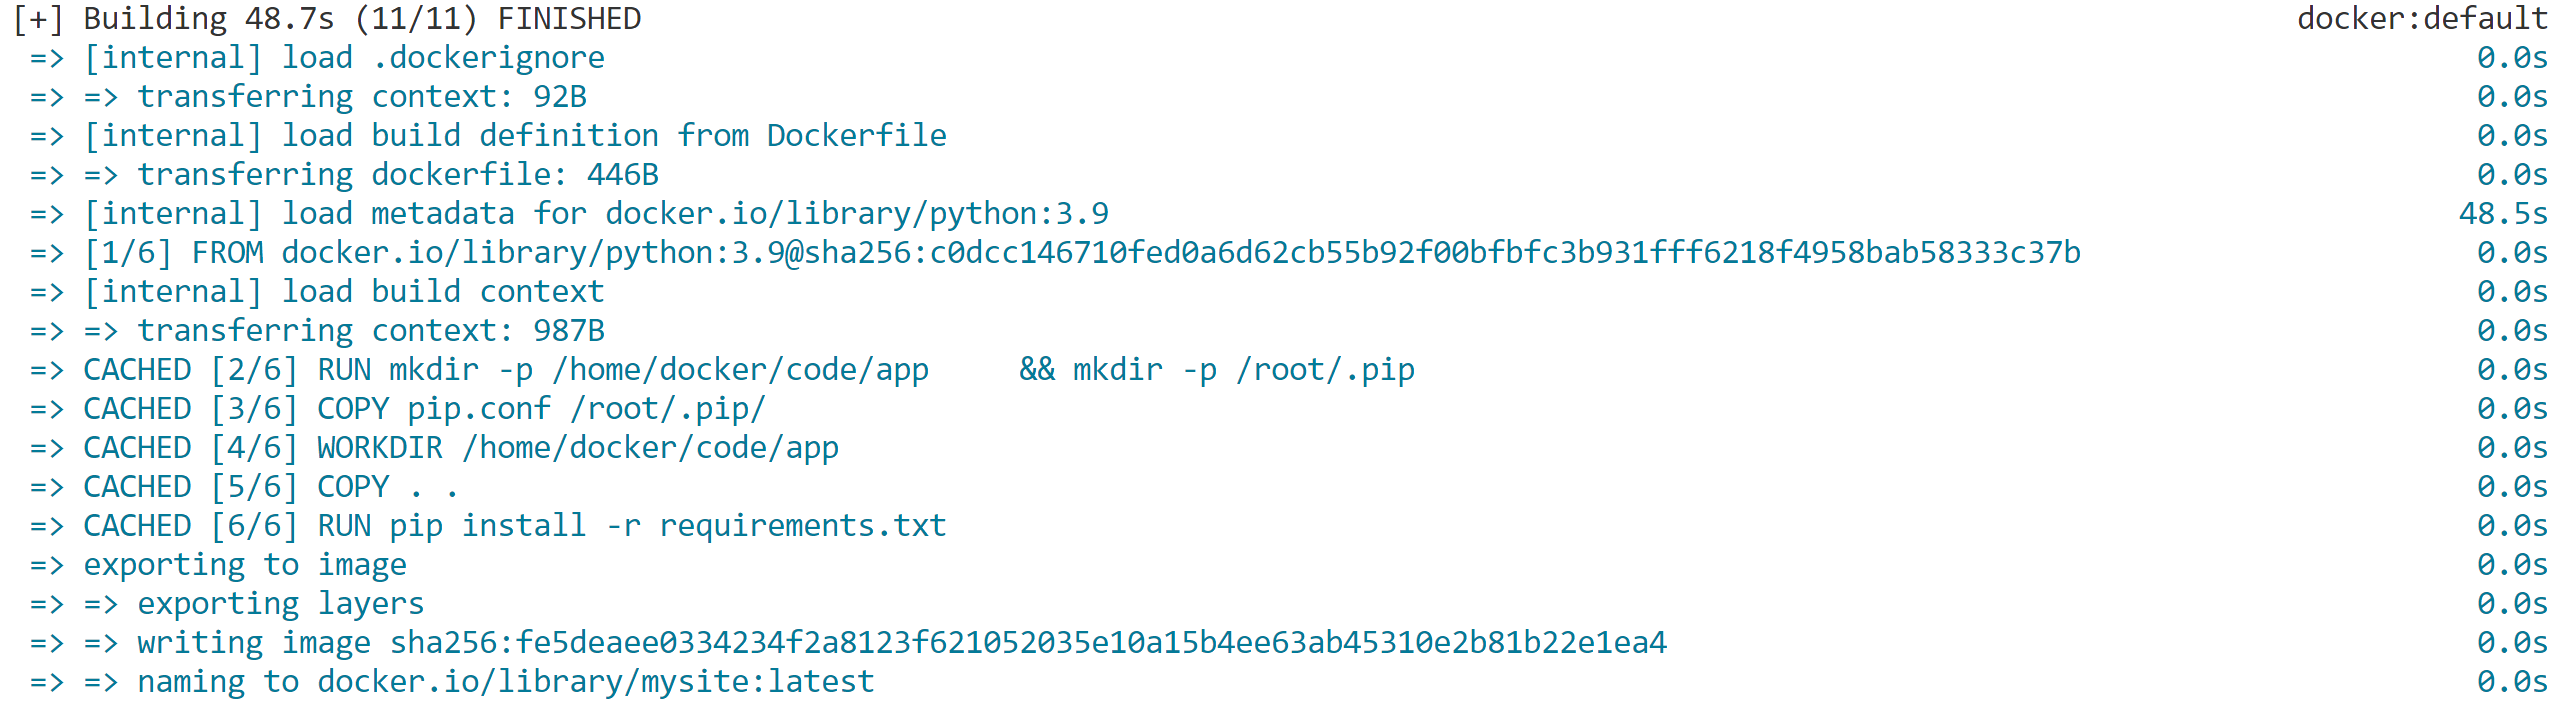 [+] Building 48.7s (11/11) FINISHED docker:default
=> [internal] load .dockerignore 0.0s
=> => transferring context: 92B 0.0s
=> [internal] load build definition from Dockerfile 0.0s
=> => transferring dockerfile: 446B 0.0s
=> [internal] load metadata for docker.io/library/python:3.9 48.5s
=> [1/6] FROM docker.io/library/python:3.9@sha256:c0dcc146710fed0a6d62cb55b92f00bfbfc3b931fff6218f4958bab58333c37b 0.0s
=> [internal] load build context 0.0s
=> => transferring context: 987B 0.0s
=> CACHED [2/6] RUN mkdir -p /home/docker/code/app     && mkdir -p /root/.pip 0.0s
=> CACHED [3/6] COPY pip.conf /root/.pip/ 0.0s
=> CACHED [4/6] WORKDIR /home/docker/code/app 0.0s
=> CACHED [5/6] COPY . . 0.0s
=> CACHED [6/6] RUN pip install -r requirements.txt 0.0s
=> exporting to image 0.0s
=> => exporting layers 0.0s
=> => writing image sha256:fe5deaee0334234f2a8123f621052035e10a15b4ee63ab45310e2b81b22e1ea4 0.0s
=> => naming to docker.io/library/mysite:latest 0.0s